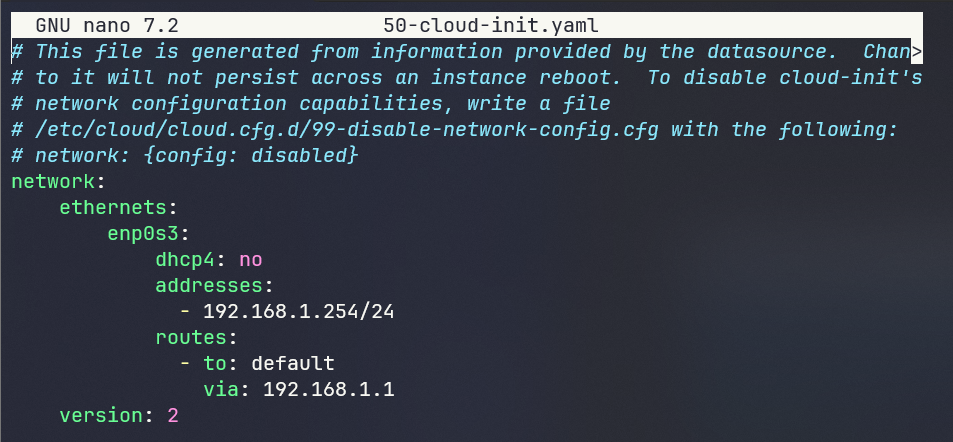 GNU nano 7.2 50-cloud-init.yaml
# This file is generated from information provided by the datasource.  Chan>
# to it will not persist across an instance reboot.  To disable cloud-init's
# network configuration capabilities, write a file
# /etc/cloud/cloud.cfg.d/99-disable-network-config.cfg with the following:
# network: {config: disabled}
network:
    ethernets:
        enp0s3:
            dhcp4: no
            addresses:
              - 192.168.1.254/24
            routes:
              - to: default
                via: 192.168.1.1
    version: 2